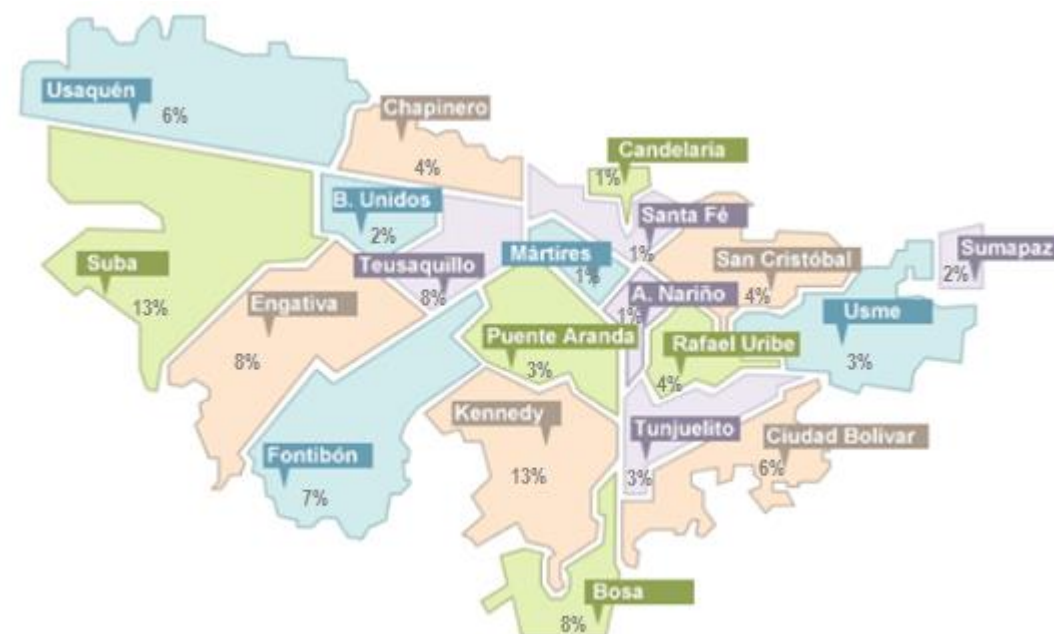 Usaquén
6%
Chapinero
4%
Candelaria
1%
B. Unidos
2%
Santa Fé
1%
Suba
13%
Teusaquillo
8%
Mártires
1%
San Cristóbal
4%
Sumapaz
2%
Engativa
8%
A. Nariño
1%
Usme
3%
Puente Aranda
3%
Rafael Uribe
4%
Kennedy
13%
Tunjuelito
3%
Ciudad Bolivar
6%
Fontibón
7%
Bosa
8%